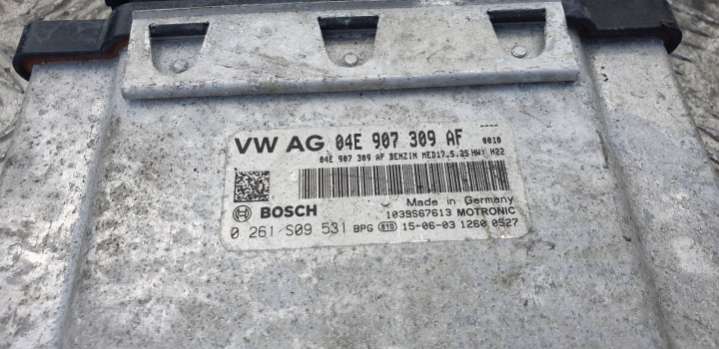 VW AG 04E 907 309 AF ----
0010
04E 907 309 AF BENZIN MED17.5.25 HW: H22
Made in Germany
BOSCH 1039S67613 MOTRONIC
0 261 S09 531 BPG 810 15-06-03 1260 0527